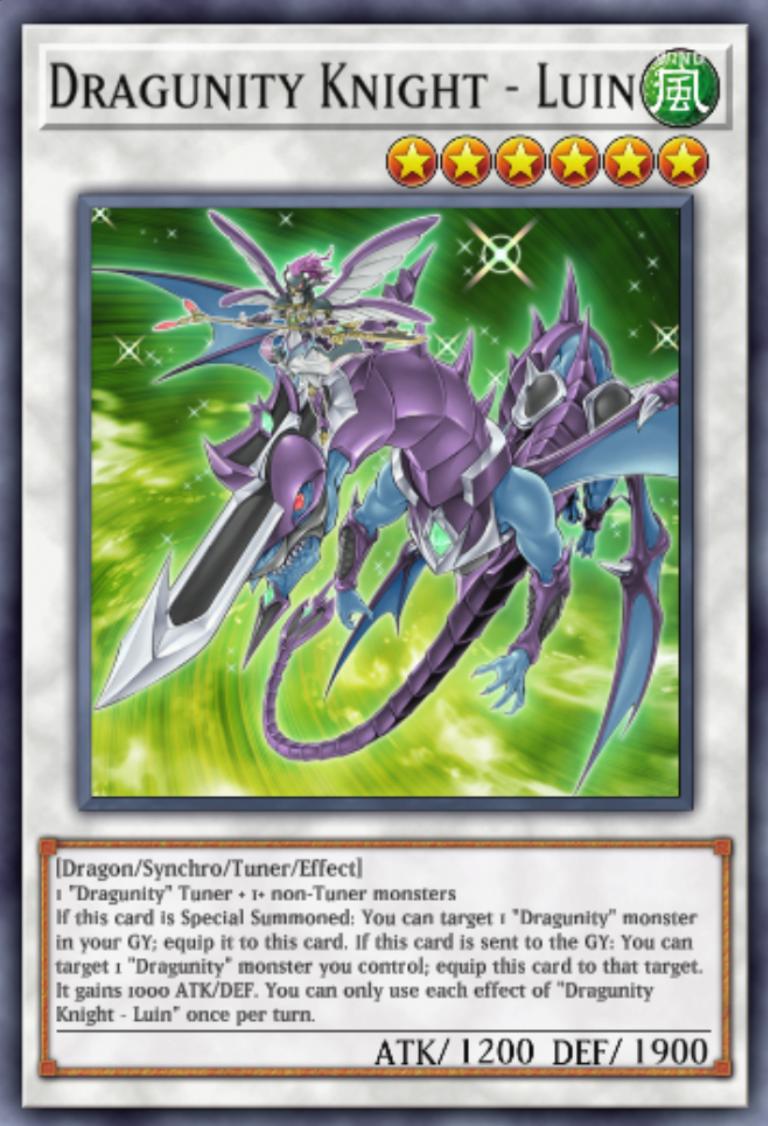 DRAGUNITY KNIGHT - LUIN
WIND
風
[Dragon/Synchro/Tuner/Effect]
1 "Dragunity" Tuner + 1+ non-Tuner monsters
If this card is Special Summoned: You can target 1 "Dragunity" monster
in your GY; equip it to this card. If this card is sent to the GY: You can
target 1 "Dragunity" monster you control; equip this card to that target.
It gains 1000 ATK/DEF. You can only use each effect of "Dragunity
Knight - Luin" once per turn.
ATK/ 1200 DEF/ 1900